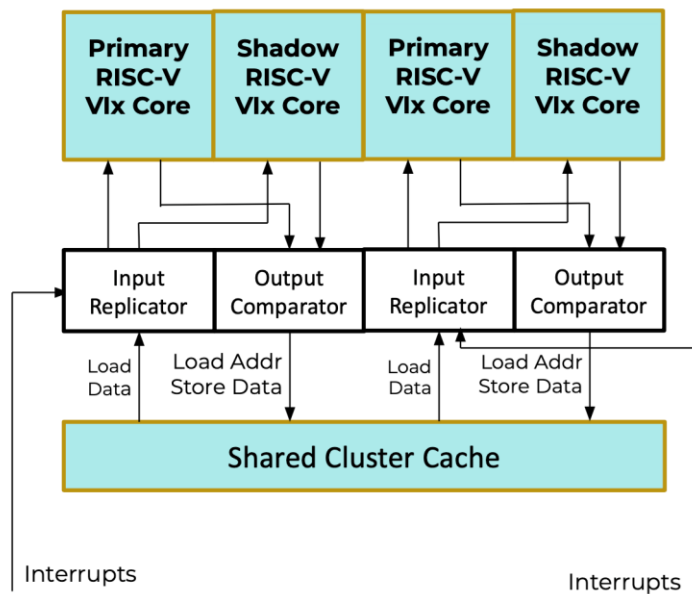 Primary
RISC-V
VIx Core
Shadow
RISC-V
VIx Core
Primary
RISC-V
VIx Core
Shadow
RISC-V
VIx Core
Input
Replicator
Output
Comparator
Input
Replicator
Output
Comparator
Load
Data
Load Addr
Store Data
Load
Data
Load Addr
Store Data
Shared Cluster Cache
Interrupts
Interrupts